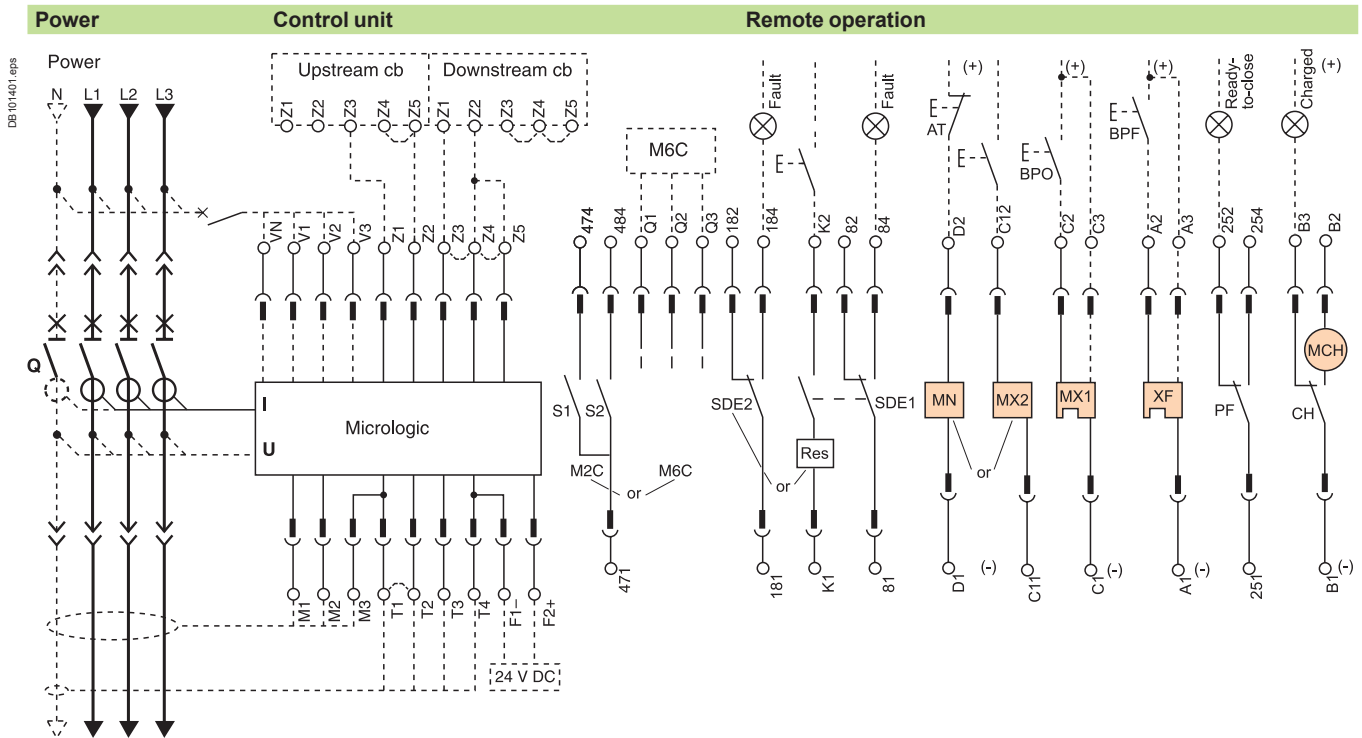 Power Control unit Remote operation
DB101401.eps
Power
N L1 L2 L3
Upstream cb Downstream cb
Z1 Z2 Z3 Z4 Z5 Z1 Z2 Z3 Z4 Z5
M6C
Fault
Fault
AT
(+)
BPO
(+)
BPF
(+)
Ready-
to-close
Charged
(+)
VN V1 V2 V3 Z1 Z2 Z3 Z4 Z5
474 484 Q1 Q2 Q3 182 184 K2 82 84 D2 C12 C2 C3 A2 A3 252 254 B3 B2
Q
I
U
Micrologic
S1 S2
M2C or M6C
SDE2
Res
or
SDE1
MN
MX2
or
MX1
XF
PF
CH
MCH
471
181 K1 81 D1 (-) C11 C1 (-) A1 (-) 251 B1 (-)
M1 M2 M3 T1 T2 T3 T4 F1– F2+
24 V DC